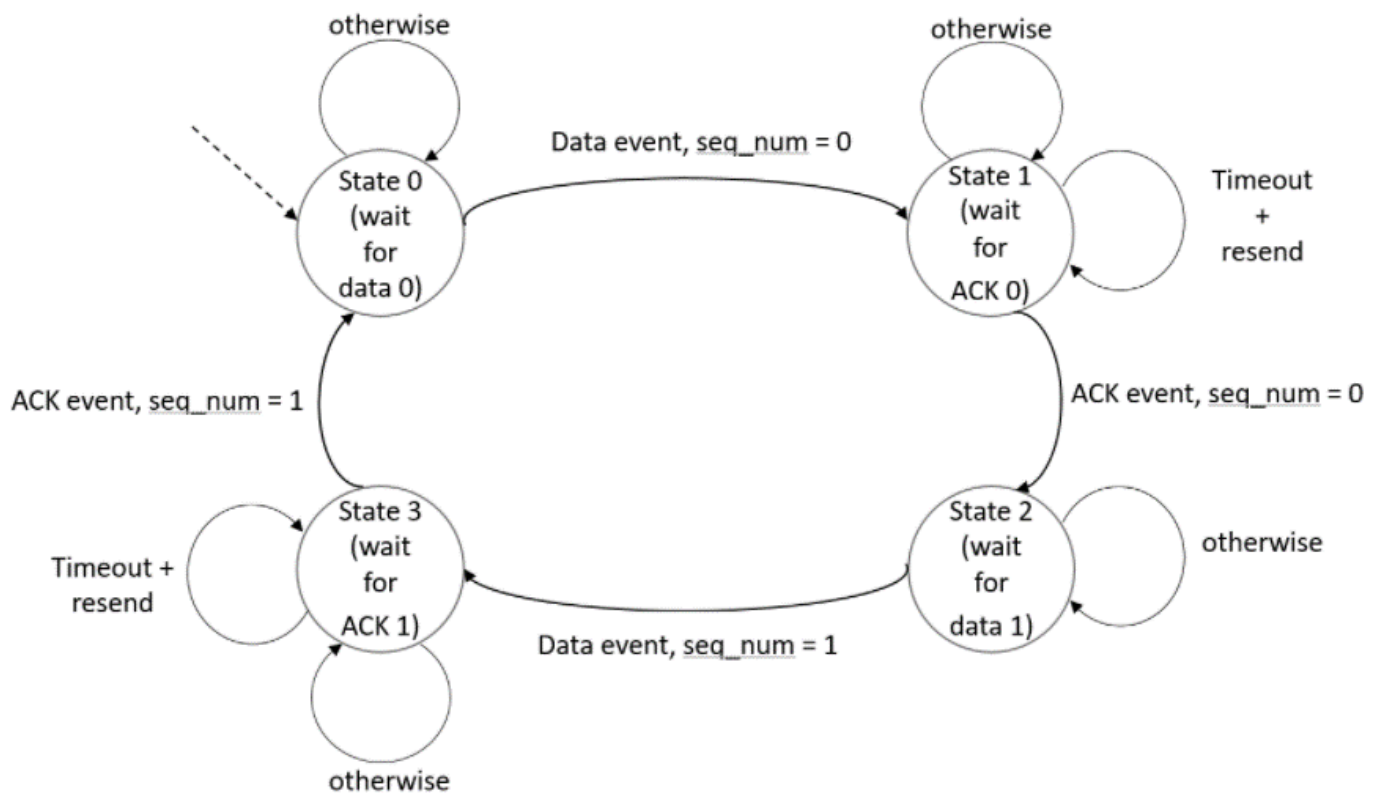 otherwise
otherwise
Data event, seq_num = 0
State 0
(wait
for
data 0)
State 1
(wait
for
ACK 0)
Timeout
+
resend
ACK event, seq_num = 1
ACK event, seq_num = 0
State 3
(wait
for
ACK 1)
State 2
(wait
for
data 1)
otherwise
Timeout +
resend
Data event, seq_num = 1
otherwise